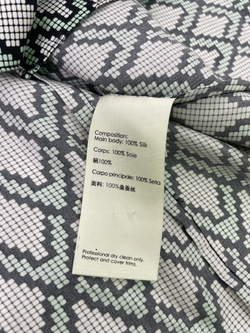 Composition:
Main body: 100% Silk
Corps: 100% Soie
絹100%
Corpo principale: 100% Seta
面料: 100%桑蚕丝
Professional dry clean only.
Protect and cover trims.